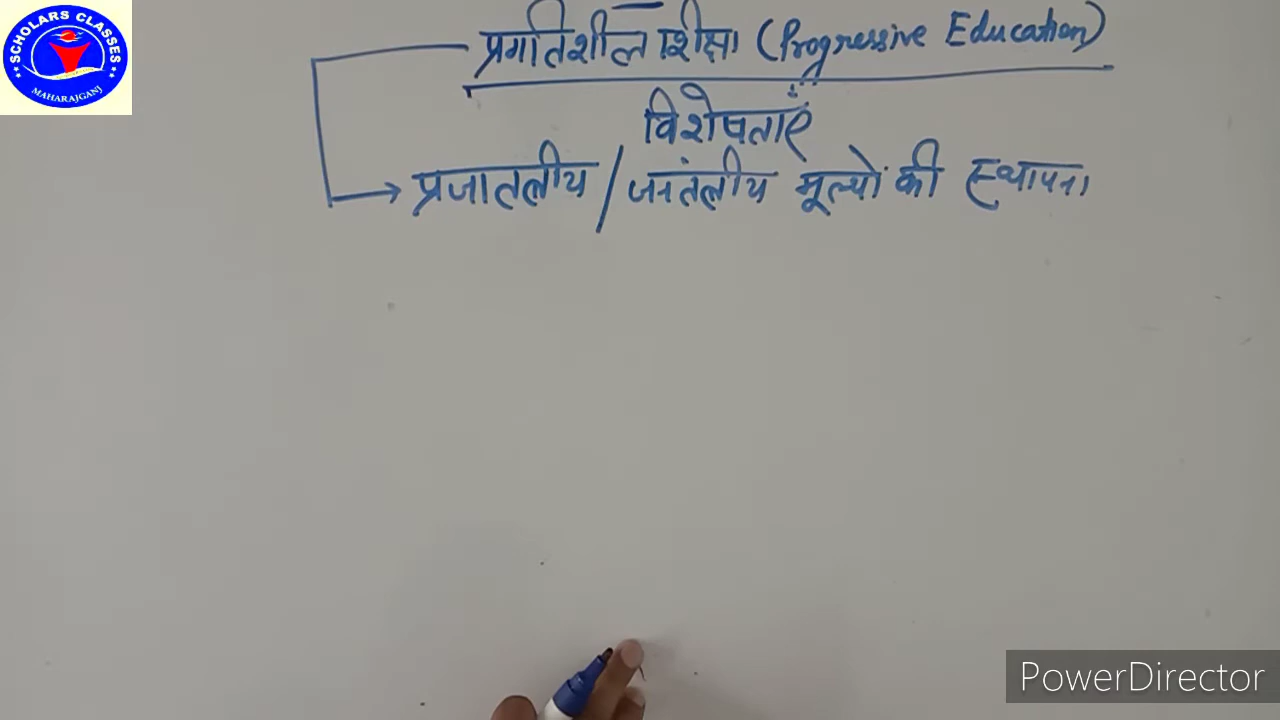 SCHOLARS CLASSES
MAHARAJGANJ
प्रगतिशील शिक्षा (Progressive Education)
विशेषताएँ
प्रजातंत्रीय / जनतंत्रीय मूल्यों की स्थापना
PowerDirector